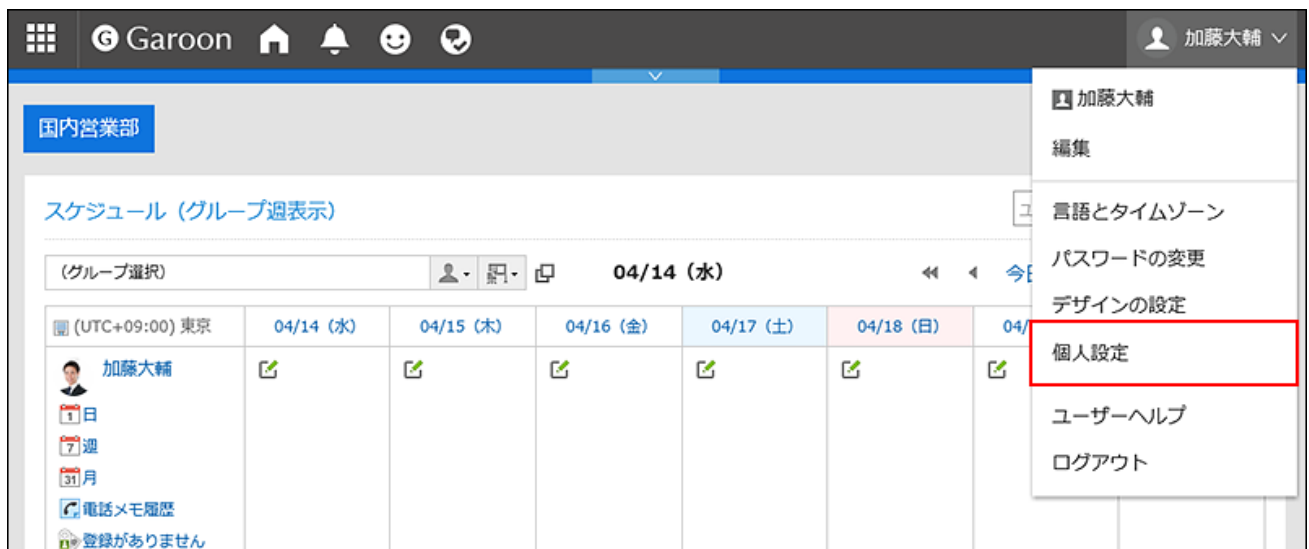 G Garoon
加藤大輔
国内営業部
加藤大輔
編集
言語とタイムゾーン
パスワードの変更
デザインの設定
個人設定
ユーザーヘルプ
ログアウト
スケジュール（グループ週表示）
（グループ選択）
04/14（水）
今
(UTC+09:00) 東京
04/14（水）
04/15（木）
04/16（金）
04/17（土）
04/18（日）
04/
加藤大輔
1 日
7 週
31 月
電話メモ履歴
登録がありません